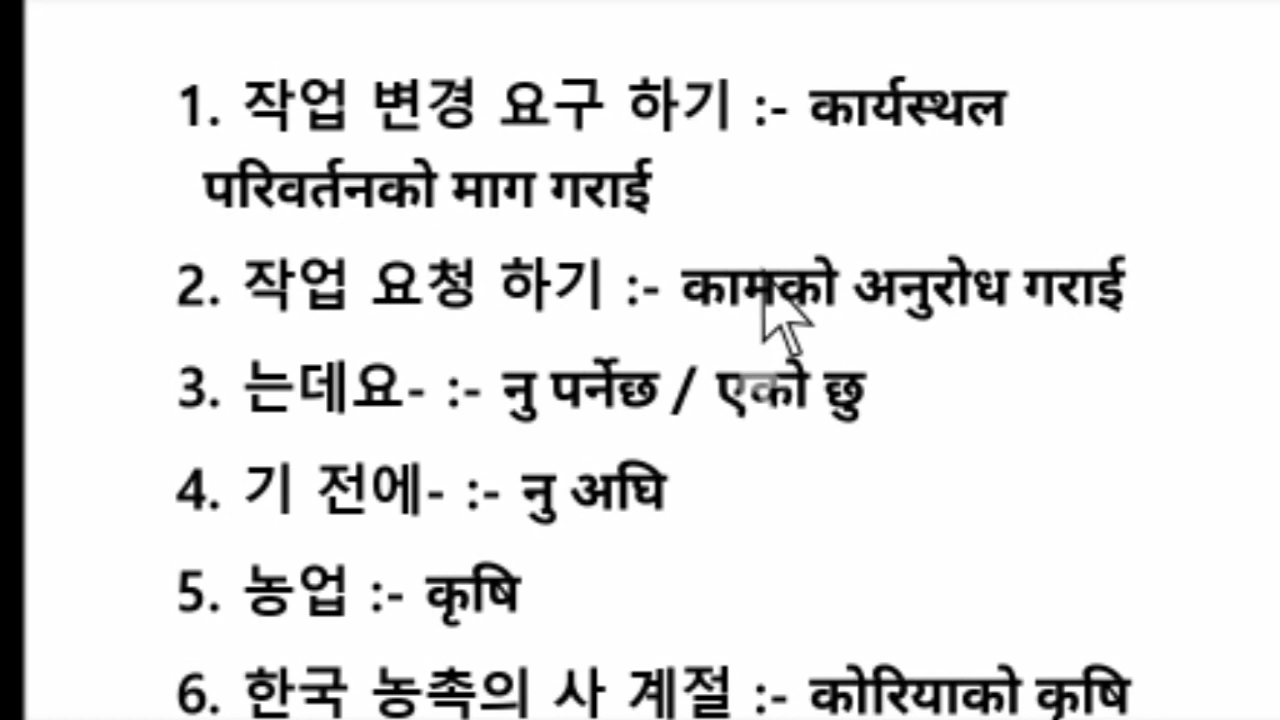 1. 작업 변경 요구 하기 :- कार्यस्थल
परिवर्तनको माग गराई
2. 작업 요청 하기 :- कामको अनुरोध गराई
3. 는데요- :- नु पर्नेछ / एको छु
4. 기 전에- :- नु अघि
5. 농업 :- कृषि
6. 한국 농촉의 사 계절 :- कोरियाको कृषि